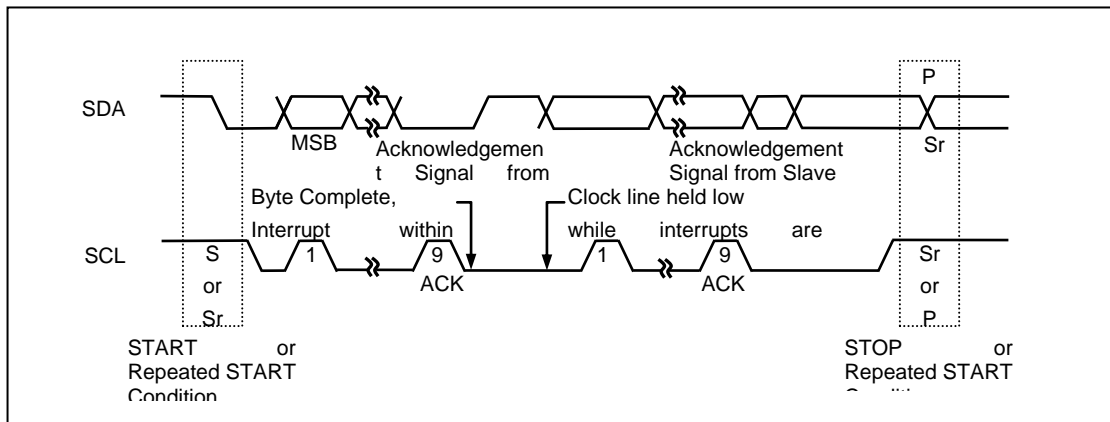 P
SDA
MSB
Acknowledgemen
t Signal from
Acknowledgement
Signal from Slave
Sr
Byte Complete,
Interrupt within
Clock line held low
while interrupts are
SCL
S
or
Sr
1
9
ACK
1
9
ACK
Sr
or
P
START or
Repeated START
Condition
STOP or
Repeated START